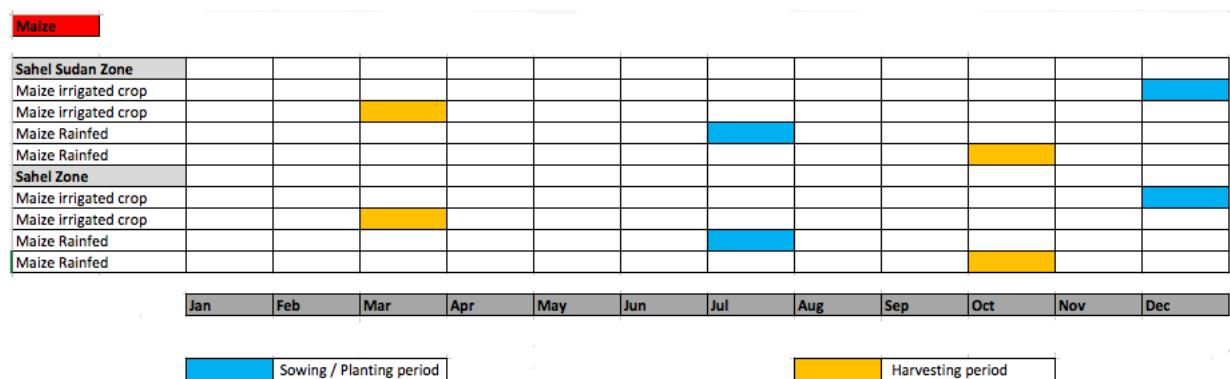 Maize
Sahel Sudan Zone
Maize irrigated crop
Maize irrigated crop
Maize Rainfed
Maize Rainfed
Sahel Zone
Maize irrigated crop
Maize irrigated crop
Maize Rainfed
Maize Rainfed
Jan Feb Mar Apr May Jun Jul Aug Sep Oct Nov Dec
Sowing / Planting period Harvesting period